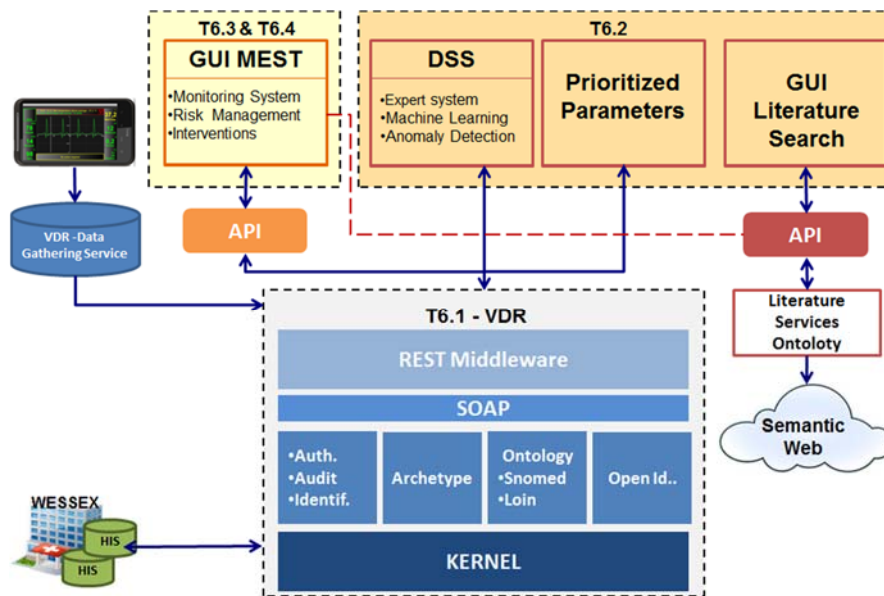 T6.3 & T6.4
GUI MEST
•Monitoring System
•Risk Management
•Interventions
T6.2
DSS
•Expert system
•Machine Learning
•Anomaly Detection
Prioritized
Parameters
GUI
Literature
Search
VDR -Data
Gathering Service
API
API
Literature
Services
Ontoloty
Semantic
Web
T6.1 - VDR
REST Middleware
SOAP
•Auth.
•Audit
•Identif.
Archetype
Ontology
•Snomed
•Loin
Open Id..
KERNEL
WESSEX
HIS
HIS